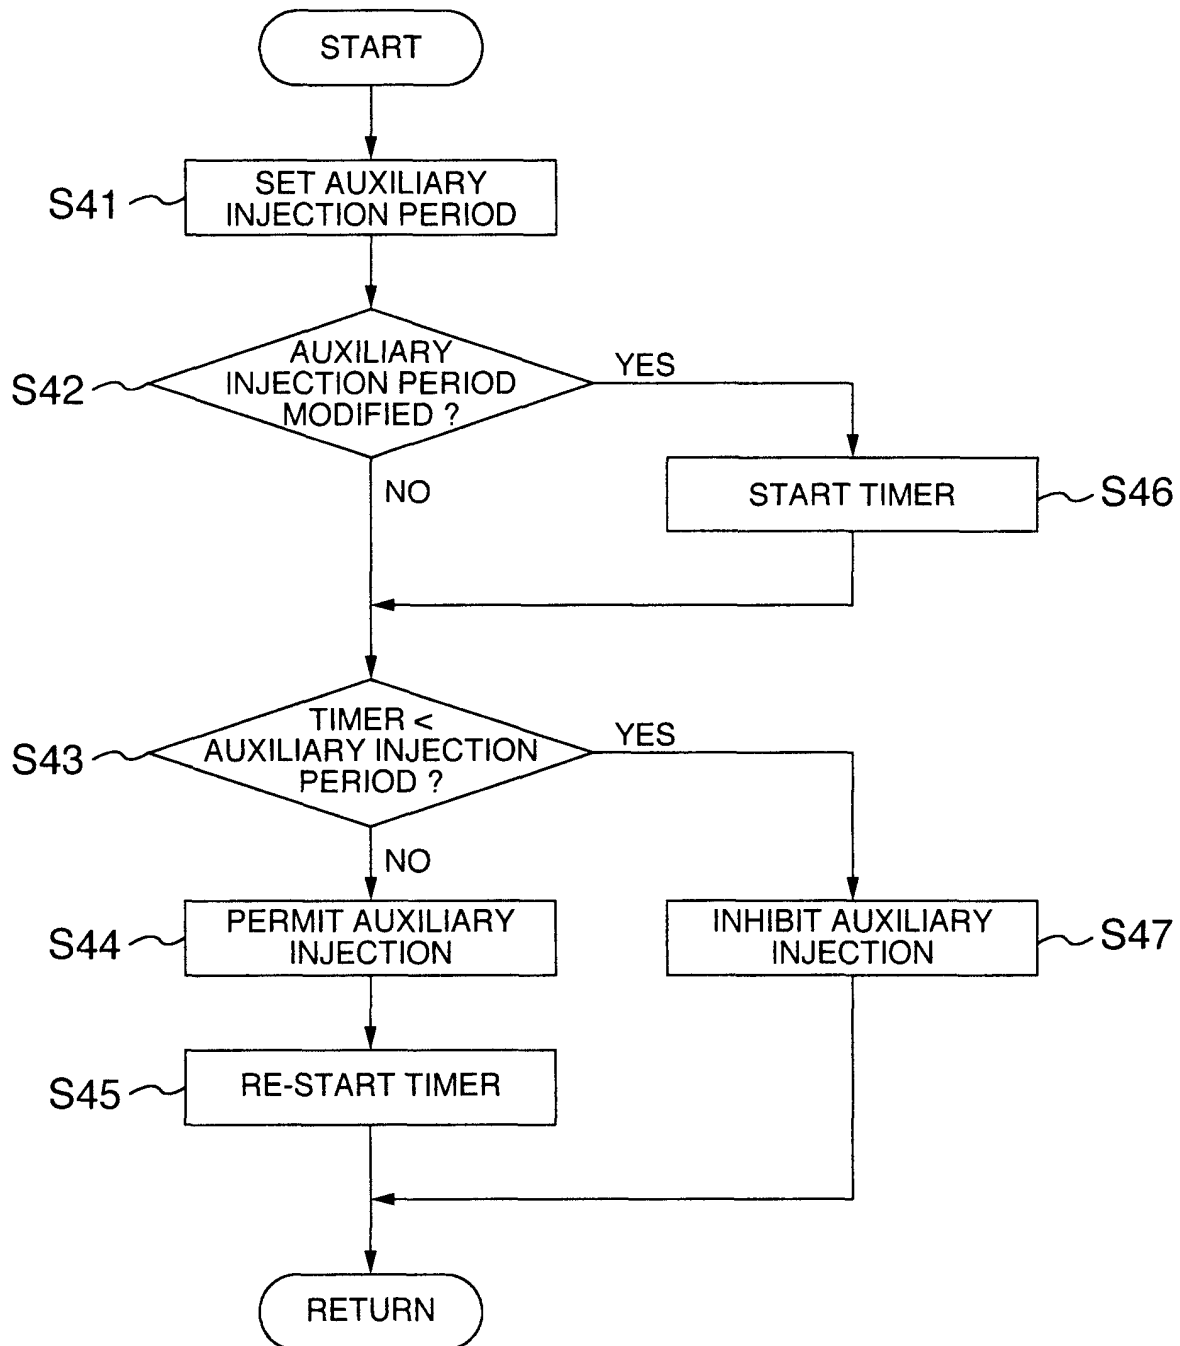 START
S41
SET AUXILIARY
INJECTION PERIOD
S42
AUXILIARY
INJECTION PERIOD
MODIFIED ?
YES
NO
START TIMER
S46
S43
TIMER <
AUXILIARY INJECTION
PERIOD ?
YES
NO
S44
PERMIT AUXILIARY
INJECTION
INHIBIT AUXILIARY
INJECTION
S47
S45
RE-START TIMER
RETURN